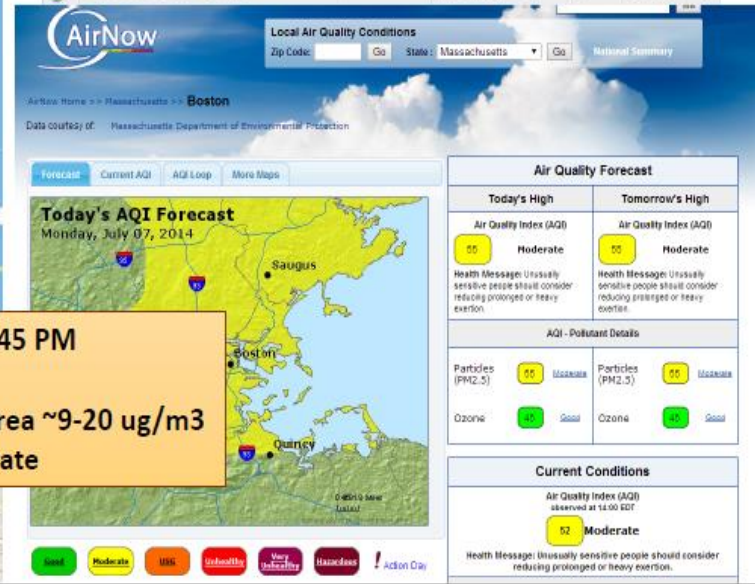 AirNow
Local Air Quality Conditions
Zip Code: Go State : Massachusetts Go National Summary
AirNow Home >> Massachusetts >> Boston
Data courtesy of: Massachusetts Department of Environmental Protection
Forecast Current AQI AQI Loop More Maps
Today's AQI Forecast
Monday, July 07, 2014
95
93
Saugus
Boston
Quincy
93
45 PM
rea ~9-20 ug/m3
ate
Good Moderate USG Unhealthy Very Unhealthy Hazardous ! Action Day
Air Quality Forecast
Today's High Tomorrow's High
Air Quality Index (AQI) Air Quality Index (AQI)
55 Moderate 55 Moderate
Health Message: Unusually Health Message: Unusually
sensitive people should consider sensitive people should consider
reducing prolonged or heavy reducing prolonged or heavy
exertion. exertion.
AQI - Pollutant Details
Particles (PM2.5) 55 Moderate Particles (PM2.5) 55 Moderate
Ozone 45 Good Ozone 45 Good
Current Conditions
Air Quality Index (AQI)
observed at 14:00 EDT
52 Moderate
Health Message: Unusually sensitive people should consider
reducing prolonged or heavy exertion.